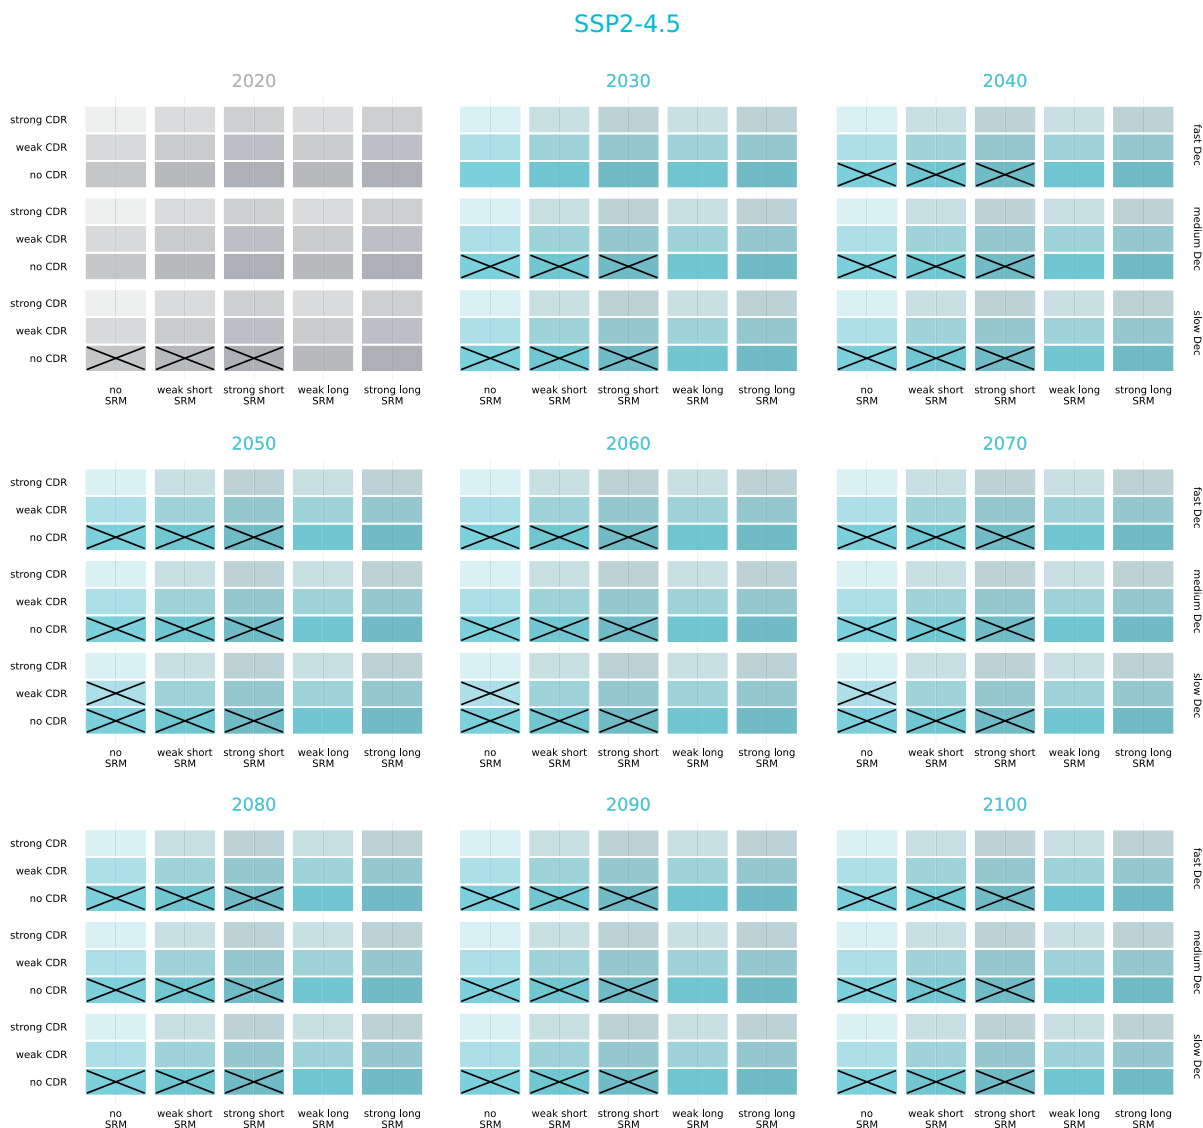 SSP2-4.5
2020 2030 2040
strong CDR
weak CDR
no CDR
fast Dec
strong CDR
weak CDR
no CDR
medium Dec
strong CDR
weak CDR
no CDR
slow Dec
no weak short strong short weak long strong long no weak short strong short weak long strong long no weak short strong short weak long strong long
SRM SRM SRM SRM SRM SRM SRM SRM SRM SRM SRM SRM SRM SRM SRM
2050 2060 2070
strong CDR
weak CDR
no CDR
fast Dec
strong CDR
weak CDR
no CDR
medium Dec
strong CDR
weak CDR
no CDR
slow Dec
no weak short strong short weak long strong long no weak short strong short weak long strong long no weak short strong short weak long strong long
SRM SRM SRM SRM SRM SRM SRM SRM SRM SRM SRM SRM SRM SRM SRM
2080 2090 2100
strong CDR
weak CDR
no CDR
fast Dec
strong CDR
weak CDR
no CDR
medium Dec
strong CDR
weak CDR
no CDR
slow Dec
no weak short strong short weak long strong long no weak short strong short weak long strong long no weak short strong short weak long strong long
SRM SRM SRM SRM SRM SRM SRM SRM SRM SRM SRM SRM SRM SRM SRM